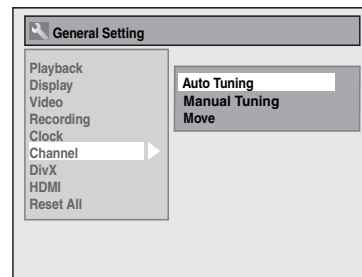 General Setting
Playback
Display
Video
Recording
Clock
Channel
DivX
HDMI
Reset All
Auto Tuning
Manual Tuning
Move